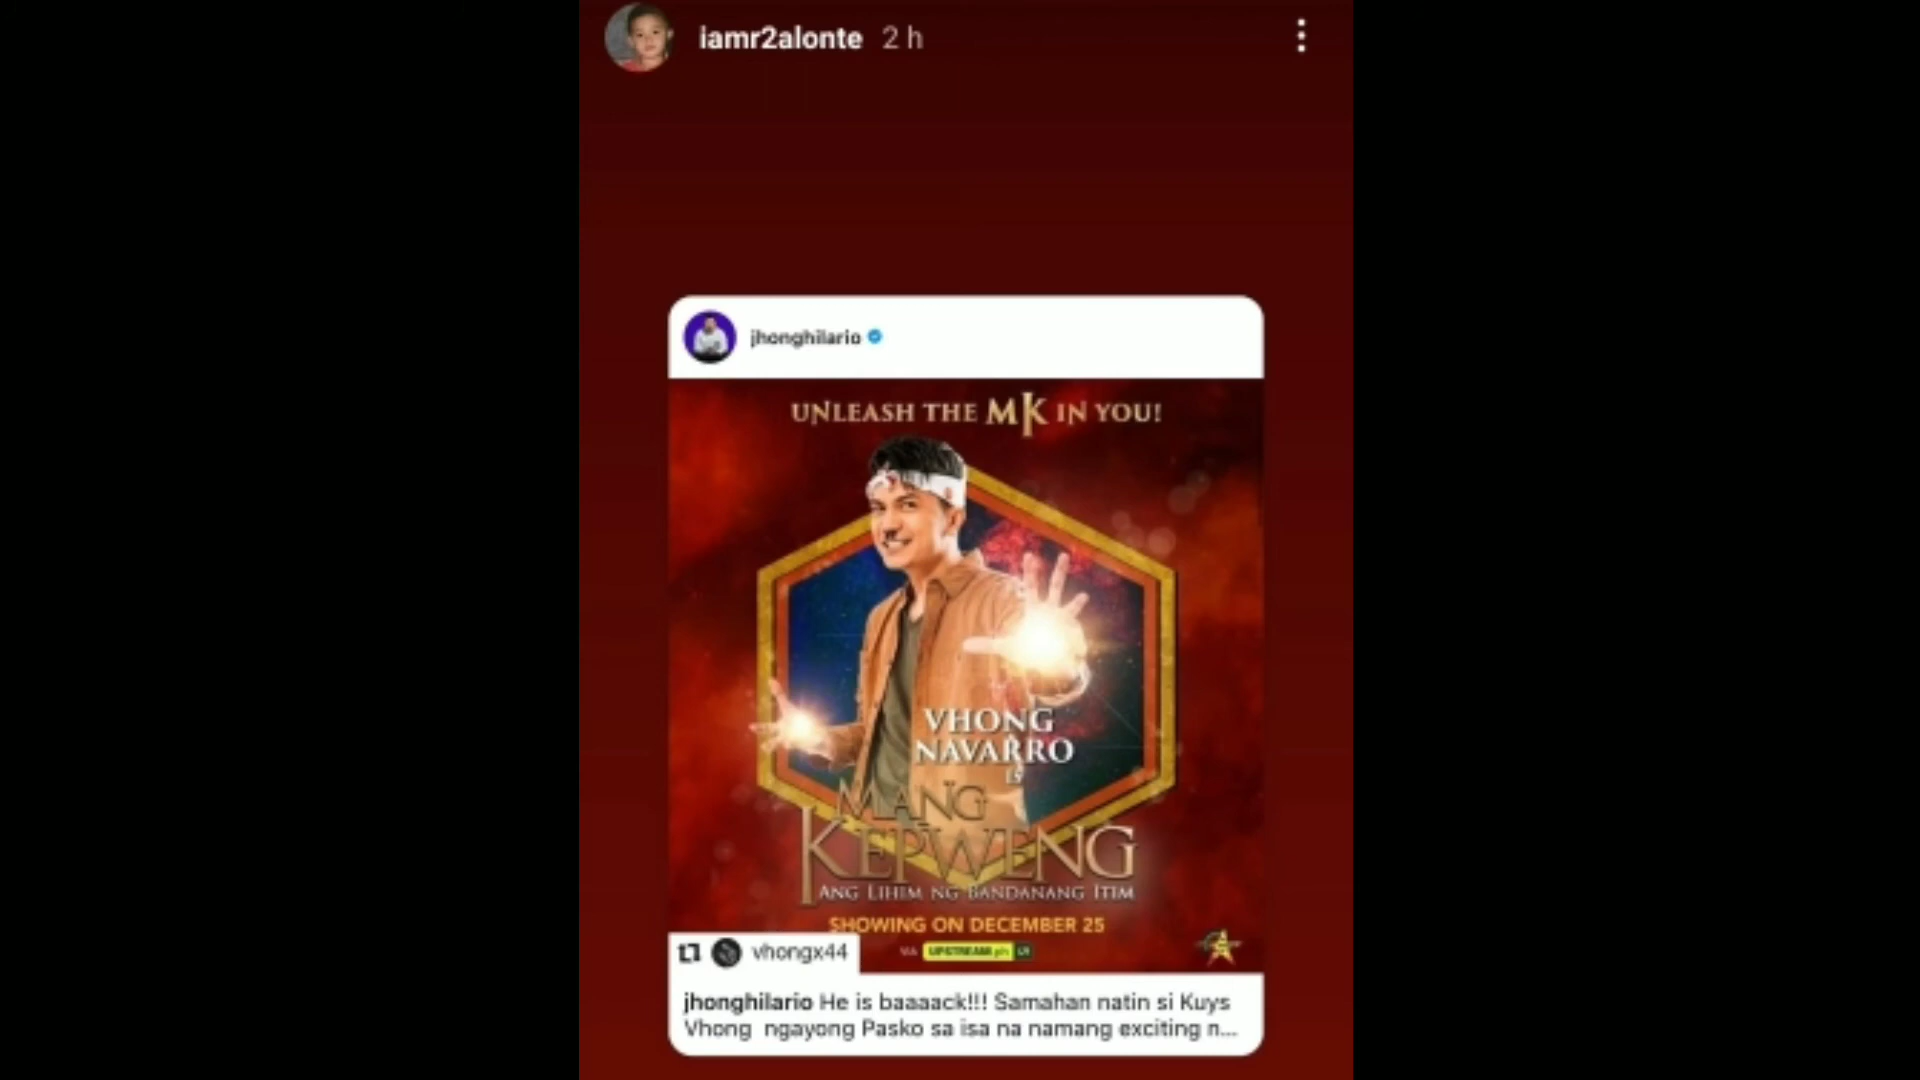 iamr2alonte 2 h
jhonghilario
UNLEASH THE MK IN YOU!
VHONG
NAVARRO
IS
MANG
KEPWENG
ANG LIHIM NG BANDANANG ITIM
SHOWING ON DECEMBER 25
VIA UPSTREAM.ph
vhongx44
jhonghilario He is baaaack!!! Samahan natin si Kuys
Vhong ngayong Pasko sa isa na namang exciting n...